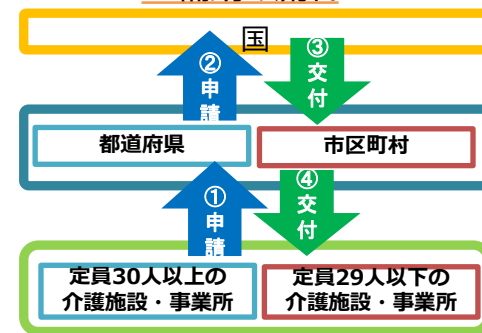 国
②
申
請
③
交
付
都道府県
市区町村
①
申
請
④
交
付
定員30人以上の
介護施設・事業所
定員29人以下の
介護施設・事業所